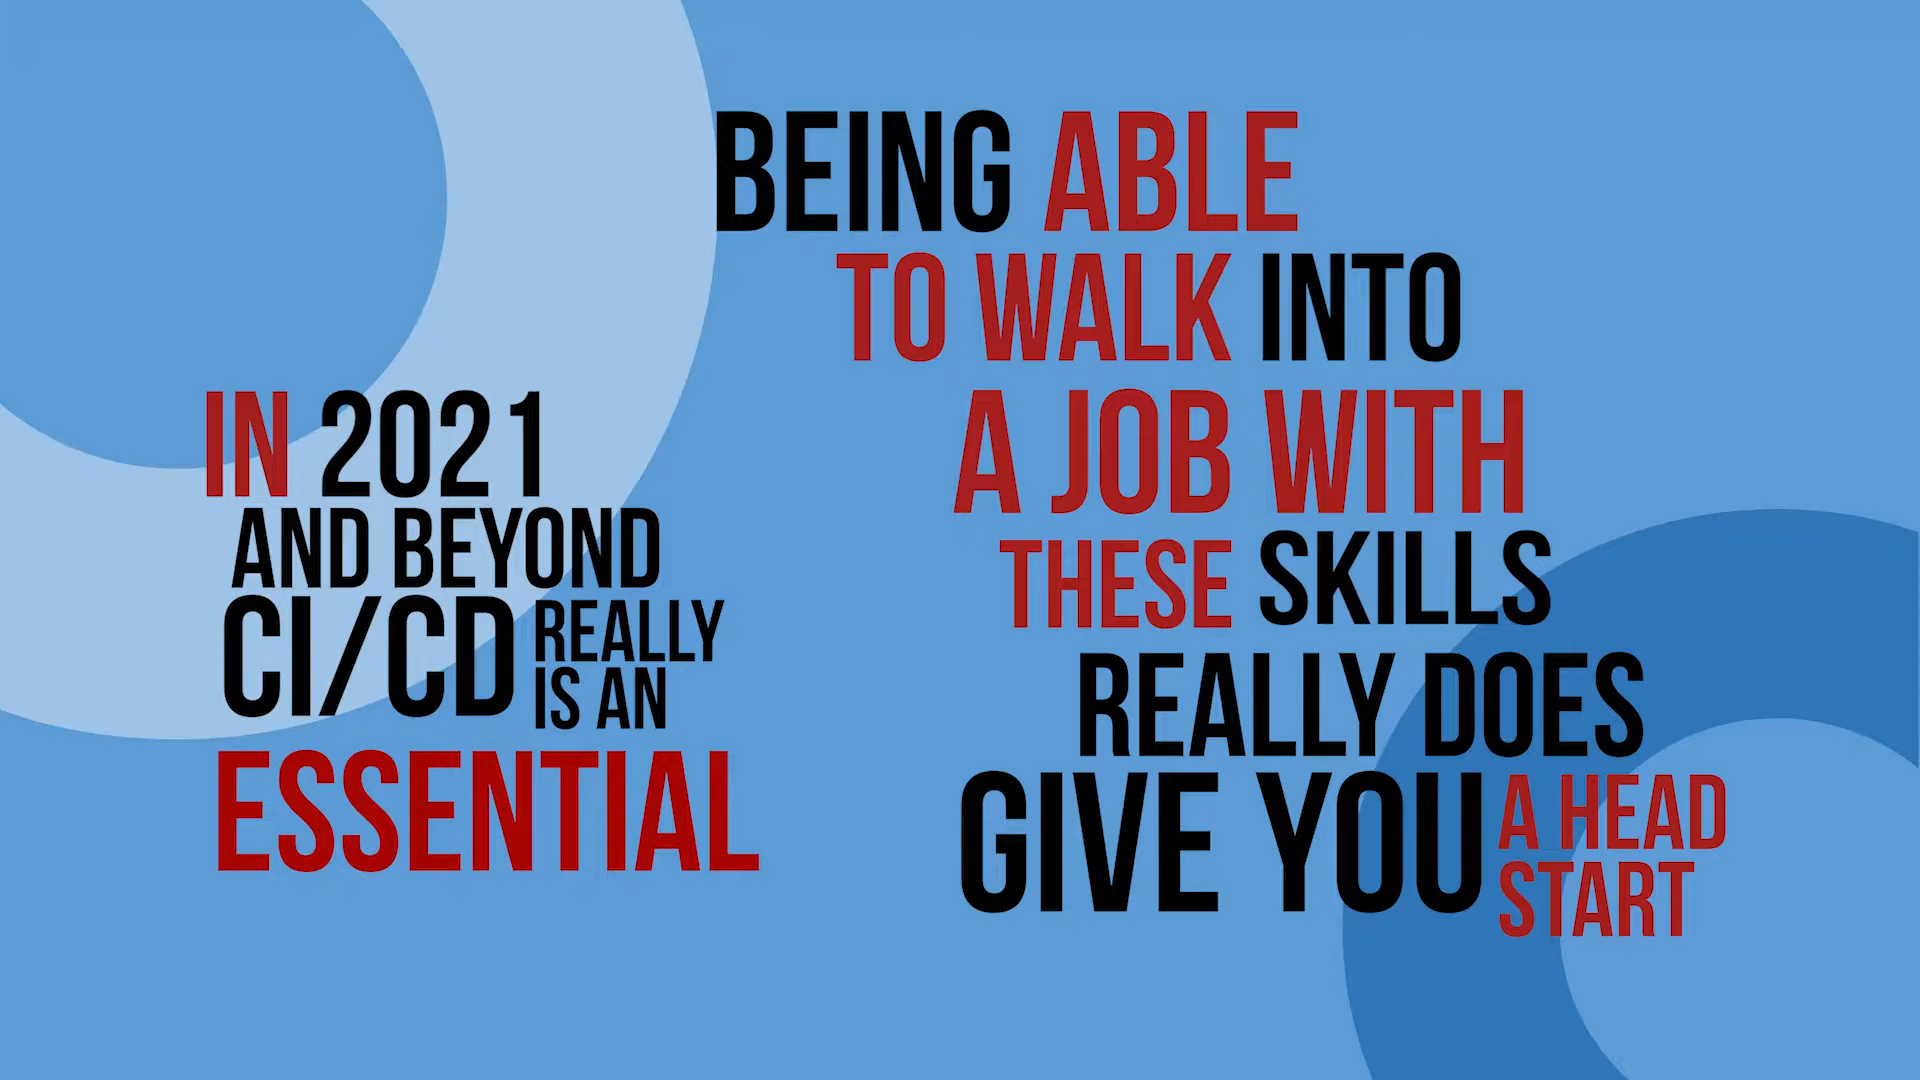 IN 2021
AND BEYOND
CI/CD REALLY
IS AN
ESSENTIAL
BEING ABLE
TO WALK INTO
A JOB WITH
THESE SKILLS
REALLY DOES
GIVE YOU A HEAD
START